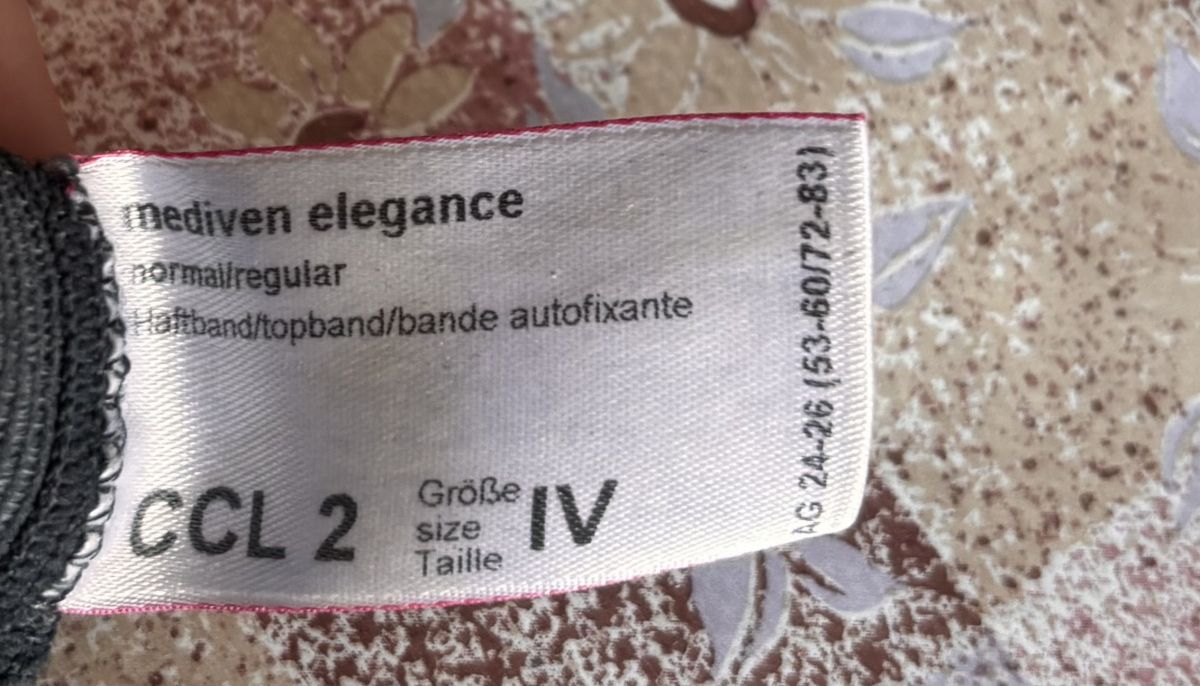 mediven elegance
normal/regular
Haftband/topband/bande autofixante
CCL 2
Größe
size
Taille
IV
AG 24-26 (53-60/72-83)